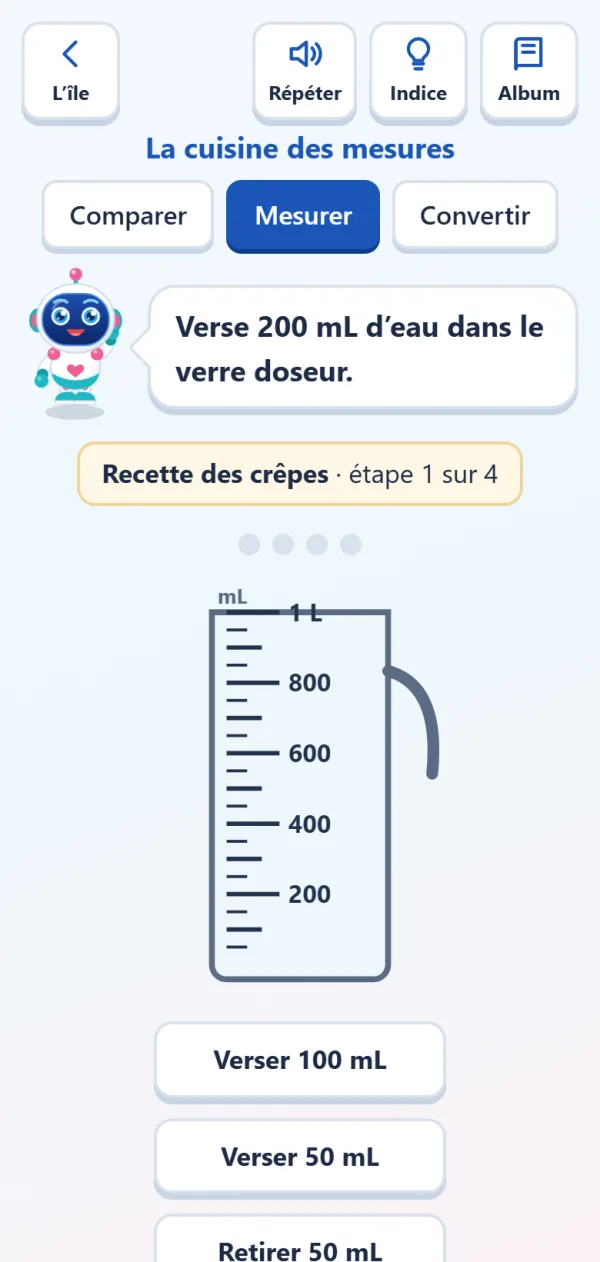 L'île
Répéter
Indice
Album
La cuisine des mesures
Comparer
Mesurer
Convertir
Verse 200 mL d'eau dans le
verre doseur.
Recette des crêpes · étape 1 sur 4
mL
1 L
800
600
400
200
Verser 100 mL
Verser 50 mL
Retirer 50 mL